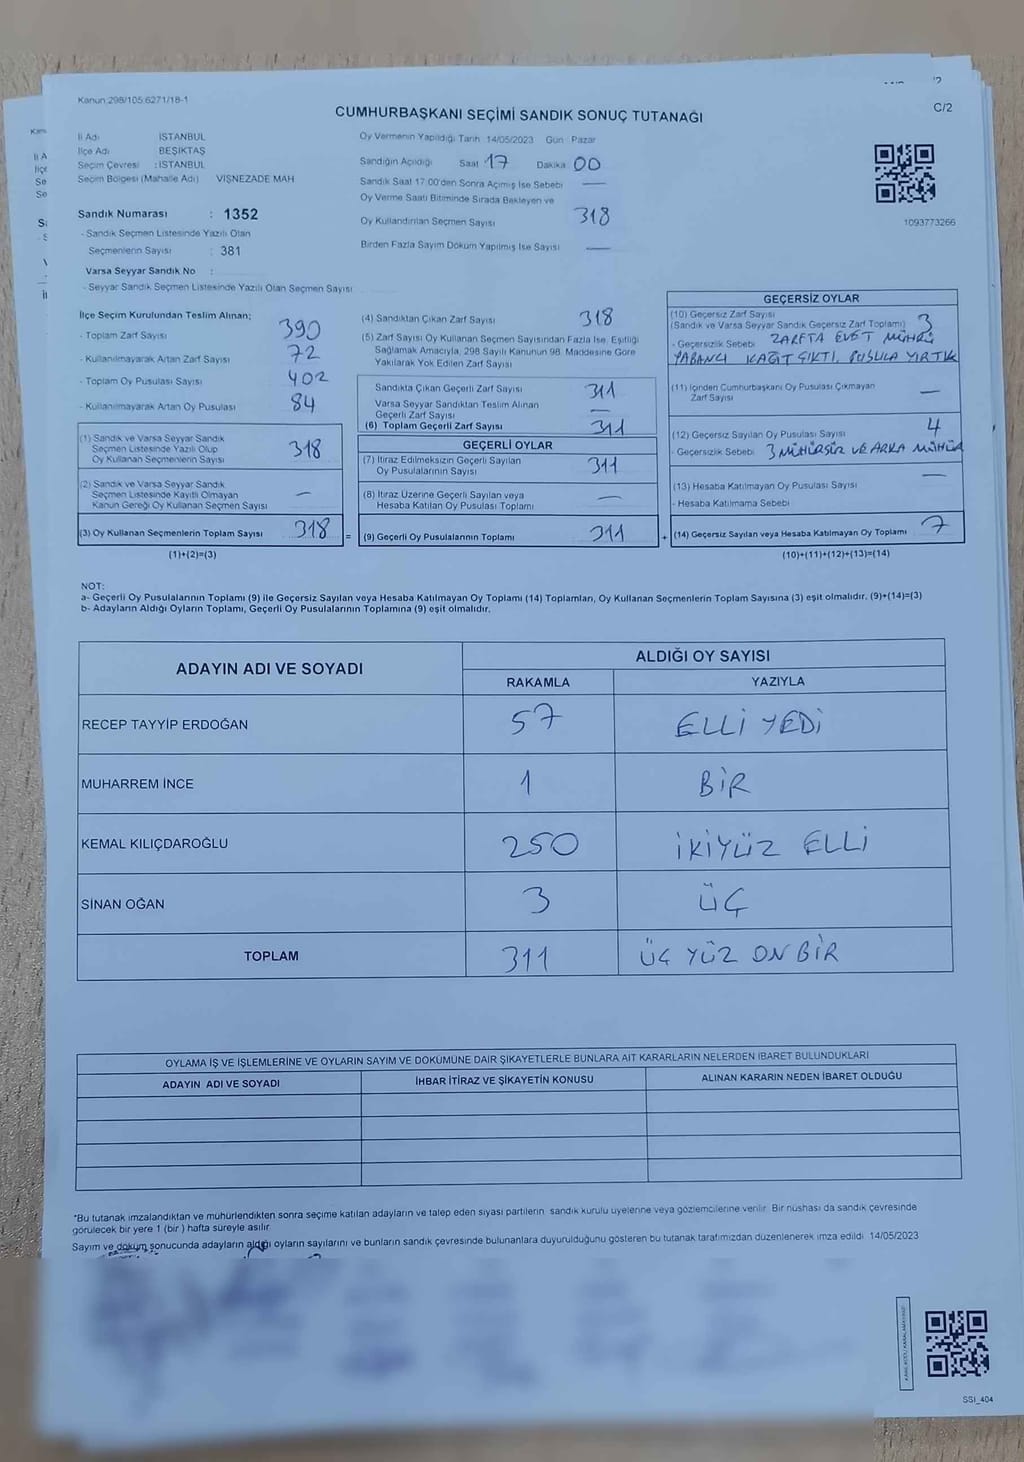 Kanun:298/105.6271/18-1
C/2
CUMHURBAŞKANI SEÇİMİ SANDIK SONUÇ TUTANAĞI
İl Adı İSTANBUL
İlçe Adı BEŞİKTAŞ
Seçim Çevresi : İSTANBUL
Seçim Bölgesi (Mahalle Adı) VİŞNEZADE MAH
Oy Vermenin Yapıldığı Tarih 14/05/2023 Gün Pazar
Sandığın Açıldığı Saat 17 Dakika 00
Sandık Saat 17:00'den Sonra Açımış İse Sebebi —
Oy Verme Saati Bitiminde Sırada Bekleyen ve
Oy Kullandırılan Seçmen Sayısı 318
Birden Fazla Sayım Döküm Yapılmış İse Sayısı —
1093773266
Sandık Numarası : 1352
- Sandık Seçmen Listesinde Yazılı Olan
Seçmenlerin Sayısı : 381
Varsa Seyyar Sandık No :
- Seyyar Sandık Seçmen Listesinde Yazılı Olan Seçmen Sayısı
İlçe Seçim Kurulundan Teslim Alınan;
- Toplam Zarf Sayısı 390
- Kullanılmayarak Artan Zarf Sayısı 72
- Toplam Oy Pusulası Sayısı 402
- Kullanılmayarak Artan Oy Pusulası 84
(1) Sandık ve Varsa Seyyar Sandık
Seçmen Listesinde Yazılı Olup
Oy Kullanan Seçmenlerin Sayısı 318
(2) Sandık ve Varsa Seyyar Sandık
Seçmen Listesinde Kayıtlı Olmayan
Kanun Gereği Oy Kullanan Seçmen Sayısı —
(3) Oy Kullanan Seçmenlerin Toplam Sayısı 318
(1)+(2)=(3)
=
(4) Sandıktan Çıkan Zarf Sayısı 318
(5) Zarf Sayısı Oy Kullanan Seçmen Sayısından Fazla İse, Eşitliği
Sağlamak Amacıyla, 298 Sayılı Kanunun 98. Maddesine Göre
Yakılarak Yok Edilen Zarf Sayısı
Sandıkta Çıkan Geçerli Zarf Sayısı 311
Varsa Seyyar Sandıktan Teslim Alınan
Geçerli Zarf Sayısı —
(6) Toplam Geçerli Zarf Sayısı 311
GEÇERLİ OYLAR
(7) İtiraz Edilmeksizin Geçerli Sayılan
Oy Pusulalarının Sayısı 311
(8) İtiraz Üzerine Geçerli Sayılan veya
Hesaba Katılan Oy Pusulası Toplamı —
(9) Geçerli Oy Pusulalarının Toplamı 311
+
GEÇERSİZ OYLAR
(10) Geçersiz Zarf Sayısı
(Sandık ve Varsa Seyyar Sandık Geçersiz Zarf Toplamı) 3
- Geçersizlik Sebebi ZARFTA EVET MÜHRÜ
YABANCI KAĞIT ÇIKTI, PUSULA YIRTIK
(11) İçinden Cumhurbaşkanı Oy Pusulası Çıkmayan
Zarf Sayısı —
(12) Geçersiz Sayılan Oy Pusulası Sayısı 4
- Geçersizlik Sebebi 3 MÜHÜRSÜZ VE ARKA MÜHÜR
(13) Hesaba Katılmayan Oy Pusulası Sayısı —
- Hesaba Katılmama Sebebi
(14) Geçersiz Sayılan veya Hesaba Katılmayan Oy Toplamı 7
(10)+(11)+(12)+(13)=(14)
NOT:
a- Geçerli Oy Pusulalarının Toplamı (9) ile Geçersiz Sayılan veya Hesaba Katılmayan Oy Toplamı (14) Toplamları, Oy Kullanan Seçmenlerin Toplam Sayısına (3) eşit olmalıdır. (9)+(14)=(3)
b- Adayların Aldığı Oyların Toplamı, Geçerli Oy Pusulalarının Toplamına (9) eşit olmalıdır.
ADAYIN ADI VE SOYADI
ALDIĞI OY SAYISI
RAKAMLA YAZIYLA
RECEP TAYYİP ERDOĞAN 57 ELLİ YEDİ
MUHARREM İNCE 1 BİR
KEMAL KILIÇDAROĞLU 250 İKİYÜZ ELLİ
SİNAN OĞAN 3 ÜÇ
TOPLAM 311 ÜÇ YÜZ ON BİR
OYLAMA İŞ VE İŞLEMLERİNE VE OYLARIN SAYIM VE DÖKÜMÜNE DAİR ŞİKAYETLERLE BUNLARA AİT KARARLARIN NELERDEN İBARET BULUNDUKLARI
ADAYIN ADI VE SOYADI İHBAR İTİRAZ VE ŞİKAYETİN KONUSU ALINAN KARARIN NEDEN İBARET OLDUĞU
*Bu tutanak imzalandıktan ve mühürlendikten sonra seçime katılan adayların ve talep eden siyasi partilerin sandık kurulu üyelerine veya gözlemcilerine verilir. Bir nüshası da sandık çevresinde
görülecek bir yere 1 (bir) hafta süreyle asılır.
Sayım ve döküm sonucunda adayların aldığı oyların sayılarını ve bunların sandık çevresinde bulunanlara duyurulduğunu gösteren bu tutanak tarafımızdan düzenlenerek imza edildi. 14/05/2023
SSI_404